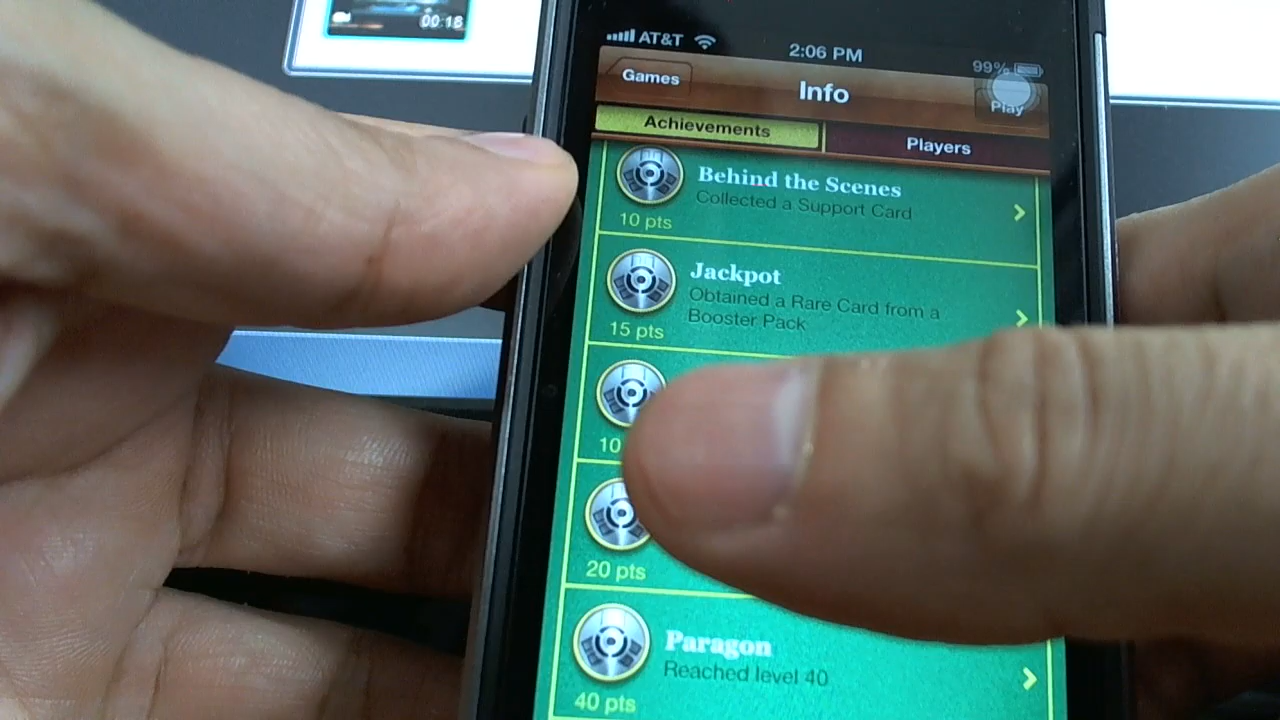 00:18
AT&T 2:06 PM 99%
Games Info Play
Achievements Players
Behind the Scenes
Collected a Support Card
10 pts
Jackpot
Obtained a Rare Card from a
Booster Pack
15 pts
10
20 pts
Paragon
Reached level 40
40 pts